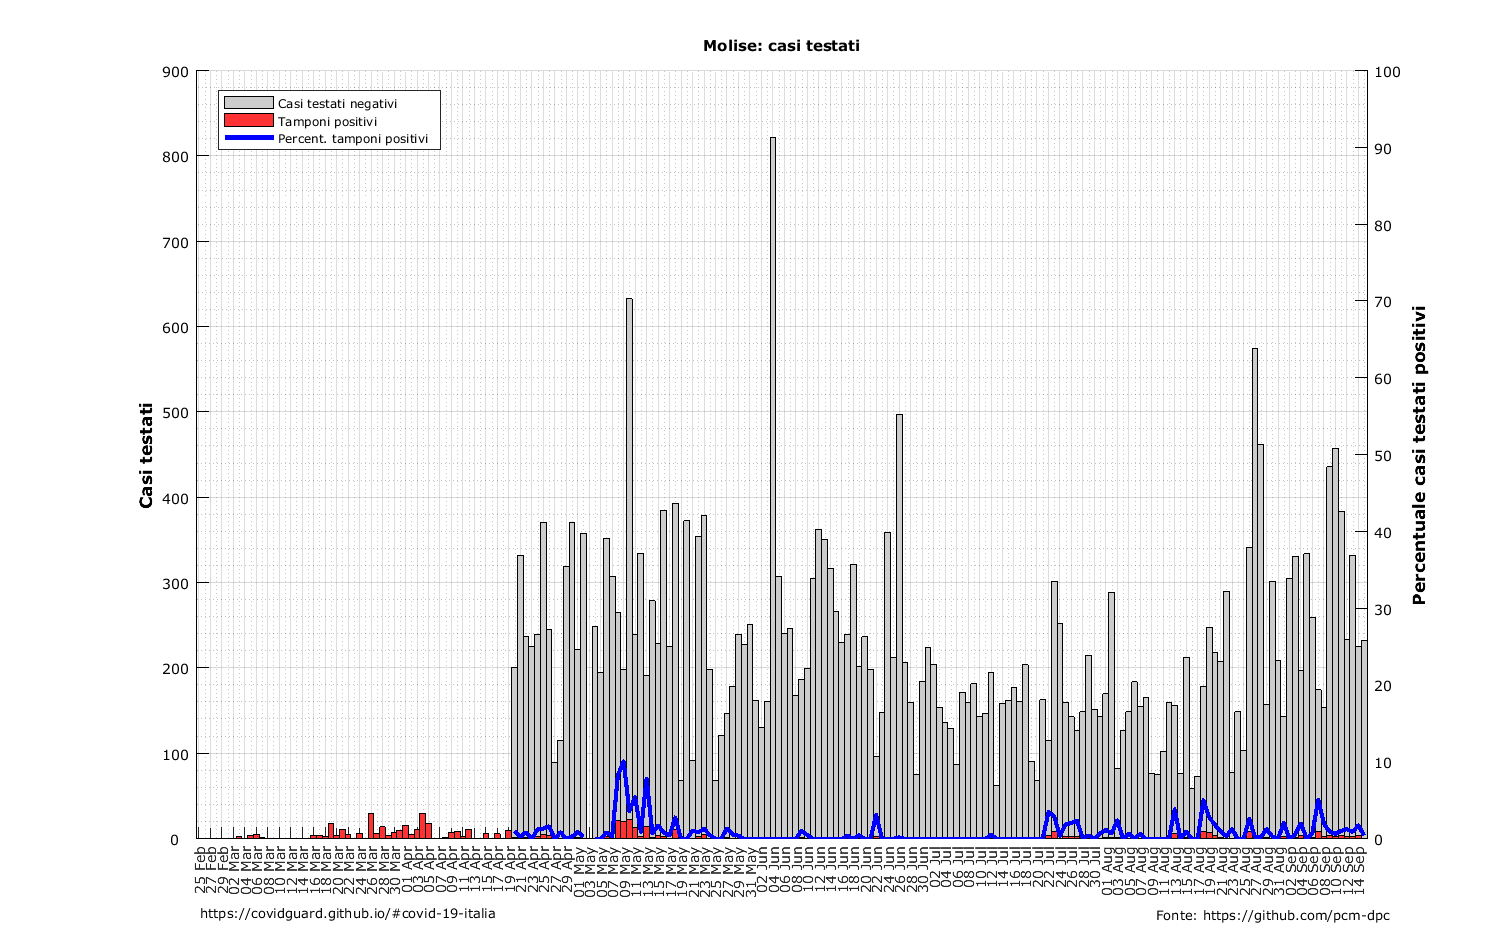 Molise: casi testati
Casi testati negativi
Tamponi positivi
Percent. tamponi positivi
900
800
700
600
500
400
300
200
100
0
Casi testati
100
90
80
70
60
50
40
30
20
10
0
Percentuale casi testati positivi
25 Feb
27 Feb
29 Feb
02 Mar
04 Mar
06 Mar
08 Mar
10 Mar
12 Mar
14 Mar
16 Mar
18 Mar
20 Mar
22 Mar
24 Mar
26 Mar
28 Mar
30 Mar
01 Apr
03 Apr
05 Apr
07 Apr
09 Apr
11 Apr
13 Apr
15 Apr
17 Apr
19 Apr
21 Apr
23 Apr
25 Apr
27 Apr
29 Apr
01 May
03 May
05 May
07 May
09 May
11 May
13 May
15 May
17 May
19 May
21 May
23 May
25 May
27 May
29 May
31 May
02 Jun
04 Jun
06 Jun
08 Jun
10 Jun
12 Jun
14 Jun
16 Jun
18 Jun
20 Jun
22 Jun
24 Jun
26 Jun
28 Jun
30 Jun
02 Jul
04 Jul
06 Jul
08 Jul
10 Jul
12 Jul
14 Jul
16 Jul
18 Jul
20 Jul
22 Jul
24 Jul
26 Jul
28 Jul
30 Jul
01 Aug
03 Aug
05 Aug
07 Aug
09 Aug
11 Aug
13 Aug
15 Aug
17 Aug
19 Aug
21 Aug
23 Aug
25 Aug
27 Aug
29 Aug
31 Aug
02 Sep
04 Sep
06 Sep
08 Sep
10 Sep
12 Sep
14 Sep
https://covidguard.github.io/#covid-19-italia
Fonte: https://github.com/pcm-dpc